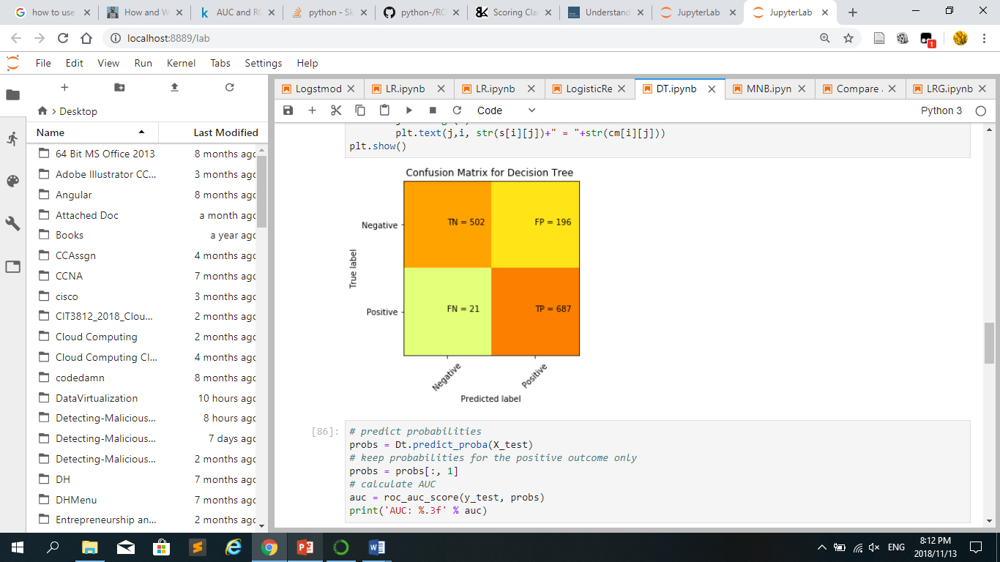 how to use
How and W
AUC and RO
python - Sk
python-/RO
Scoring Clas
Understand
JupyterLab
JupyterLab
localhost:8889/lab
1
File Edit View Run Kernel Tabs Settings Help
Logstmod
LR.ipynb
LR.ipynb
LogisticRe
DT.ipynb
MNB.ipyn
Compare
LRG.ipynb
Code
Python 3
> Desktop
Name Last Modified
64 Bit MS Office 2013 8 months ago
Adobe Illustrator CC... 3 months ago
Angular 8 months ago
Attached Doc a month ago
Books a year ago
CCAssgn 4 months ago
CCNA 7 months ago
cisco 3 months ago
CIT3812_2018_Clou... 2 months ago
Cloud Computing 2 months ago
Cloud Computing Cl... 4 months ago
codedamn 8 months ago
DataVirtualization 10 hours ago
Detecting-Malicious... 8 hours ago
Detecting-Malicious... 7 days ago
Detecting-Malicious... 2 months ago
DH 7 months ago
DHMenu 7 months ago
Entrepreneurship an... 2 months ago
plt.text(j,i, str(s[i][j])+" = "+str(cm[i][j]))
plt.show()
Confusion Matrix for Decision Tree
Negative
TN = 502
FP = 196
True label
Positive
FN = 21
TP = 687
Negative
Positive
Predicted label
[86]:
# predict probabilities
probs = Dt.predict_proba(X_test)
# keep probabilities for the positive outcome only
probs = probs[:, 1]
# calculate AUC
auc = roc_auc_score(y_test, probs)
print('AUC: %.3f' % auc)
ENG
8:12 PM
2018/11/13